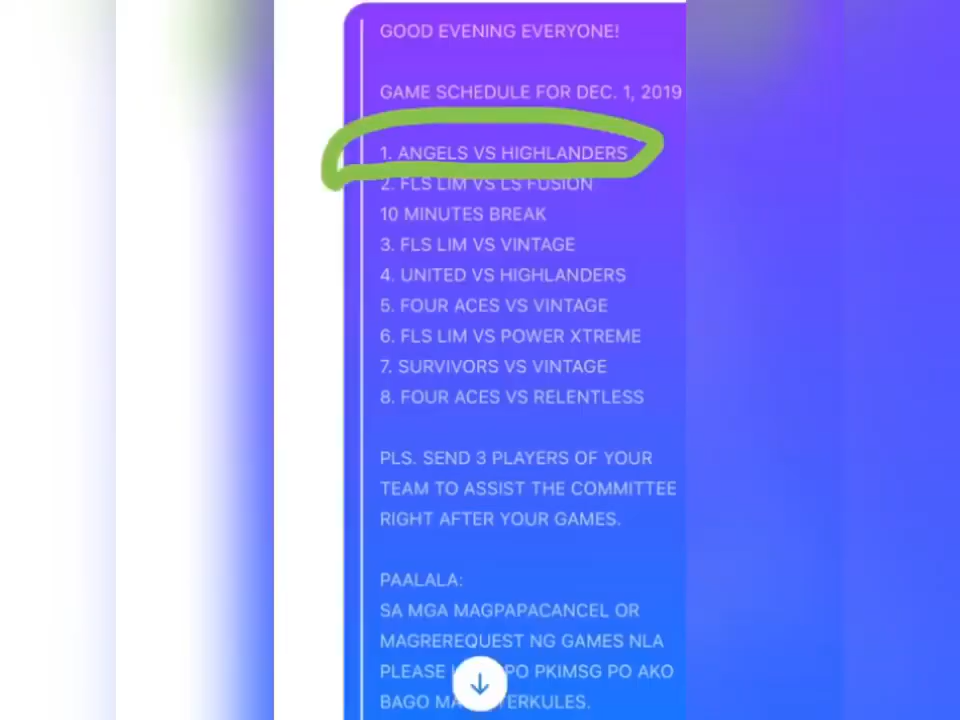 GOOD EVENING EVERYONE!
GAME SCHEDULE FOR DEC. 1, 2019
1. ANGELS VS HIGHLANDERS
2. FLS LIM VS LS FUSION
10 MINUTES BREAK
3. FLS LIM VS VINTAGE
4. UNITED VS HIGHLANDERS
5. FOUR ACES VS VINTAGE
6. FLS LIM VS POWER XTREME
7. SURVIVORS VS VINTAGE
8. FOUR ACES VS RELENTLESS
PLS. SEND 3 PLAYERS OF YOUR
TEAM TO ASSIST THE COMMITTEE
RIGHT AFTER YOUR GAMES.
PAALALA:
SA MGA MAGPAPACANCEL OR
MAGREREQUEST NG GAMES NLA
PLEASE PO PKIMSG PO AKO
BAGO